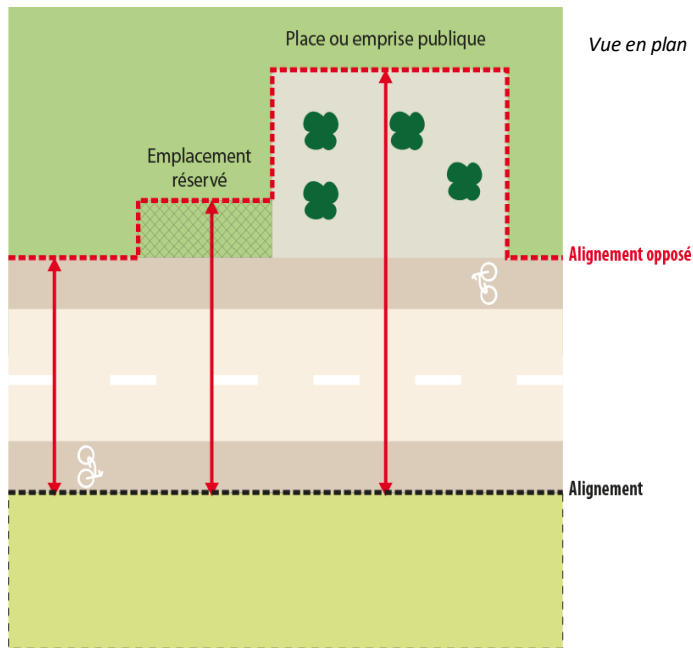 Place ou emprise publique
Vue en plan
Emplacement
réservé
Alignement opposé
Alignement